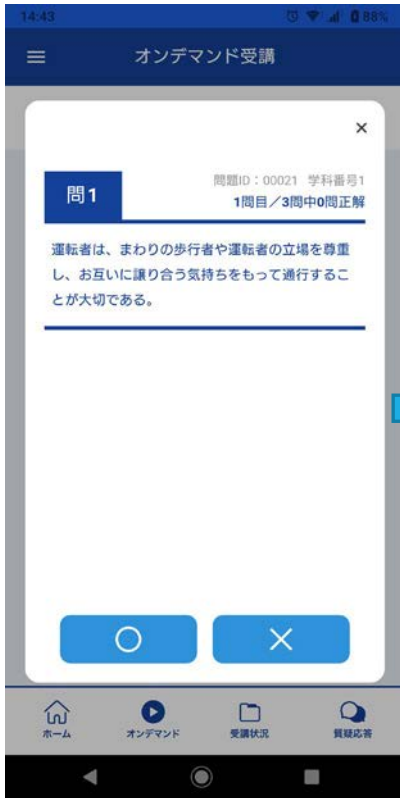 14:43
88%
オンデマンド受講
×
問題ID：00021 学科番号1
問1
1問目／3問中0問正解
運転者は、まわりの歩行者や運転者の立場を尊重
し、お互いに譲り合う気持ちをもって通行するこ
とが大切である。
ホーム
オンデマンド
受講状況
質疑応答